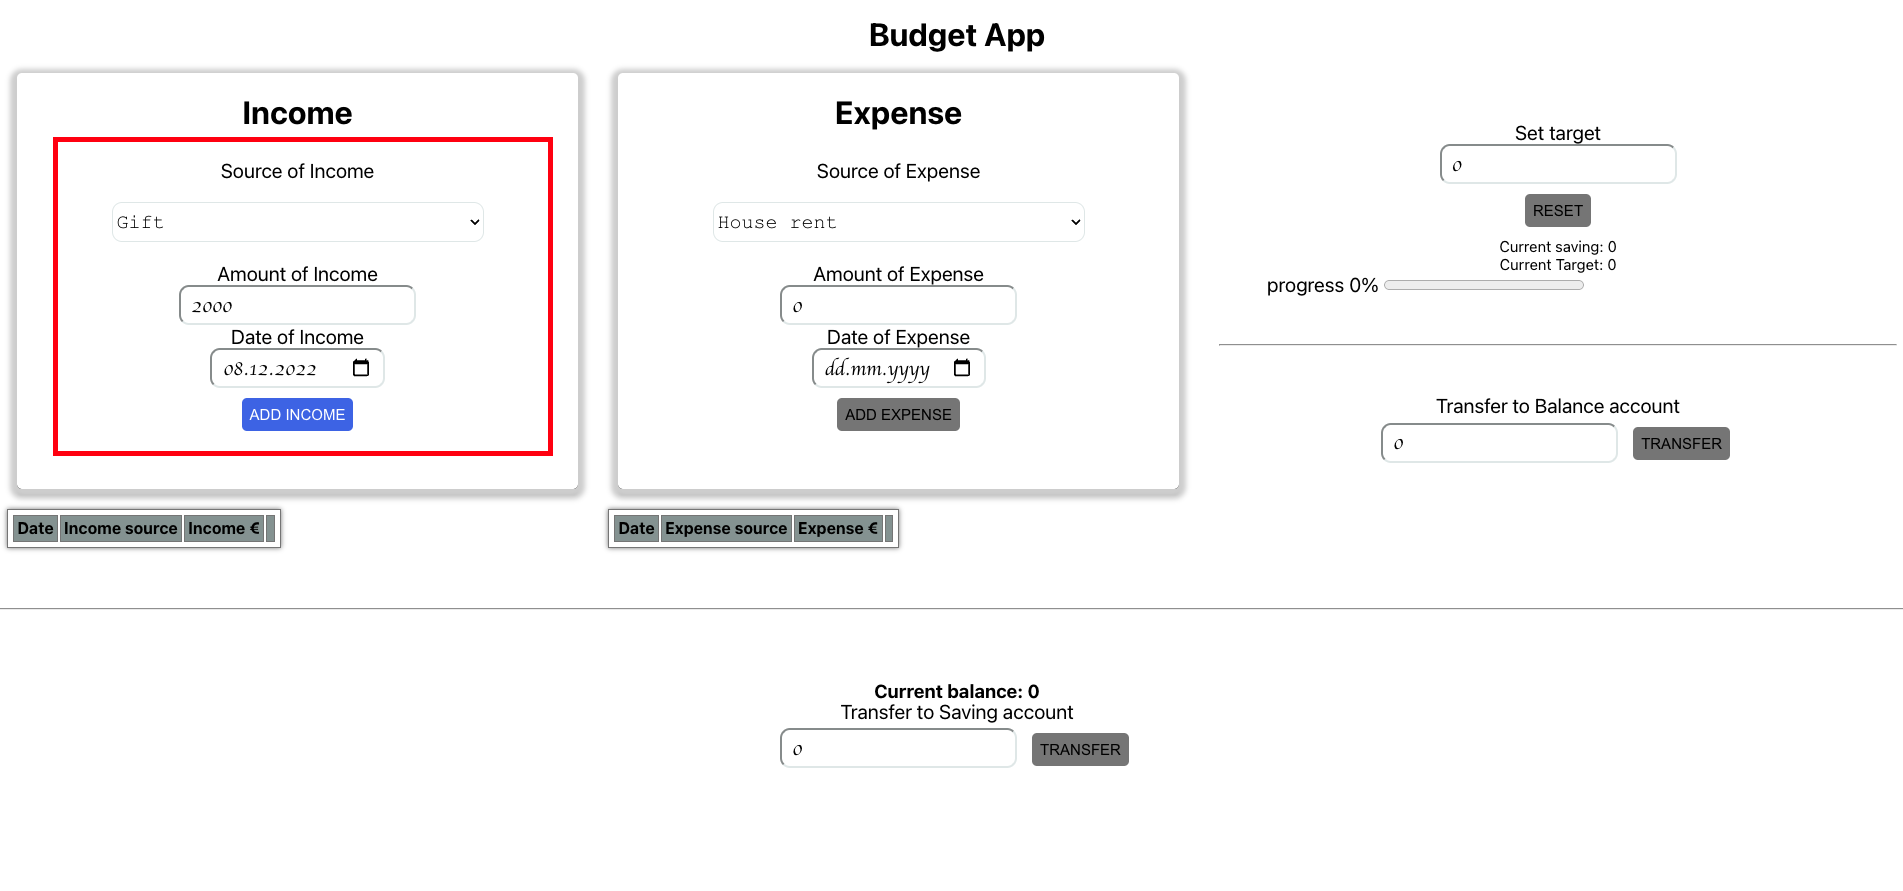 Budget App
Income
Source of Income
Gift
Amount of Income
2000
Date of Income
08.12.2022
ADD INCOME
Date Income source Income €
Expense
Source of Expense
House rent
Amount of Expense
0
Date of Expense
dd.mm.yyyy
ADD EXPENSE
Date Expense source Expense €
Set target
0
RESET
Current saving: 0
Current Target: 0
progress 0%
Transfer to Balance account
0 TRANSFER
Current balance: 0
Transfer to Saving account
0 TRANSFER